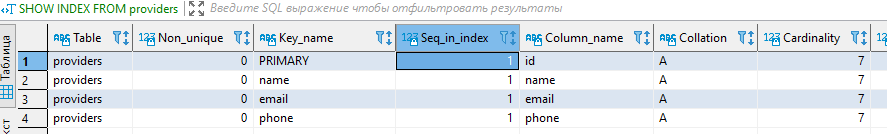 SHOW INDEX FROM providers Введите SQL выражение чтобы отфильтровать результаты
Таблица
Table Non_unique Key_name Seq_in_index Column_name Collation Cardinality
1 providers 0 PRIMARY 1 id A 7
2 providers 0 name 1 name A 7
3 providers 0 email 1 email A 7
4 providers 0 phone 1 phone A 7